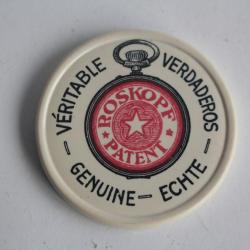 VÉRITABLE
VERDADEROS
ROSKOPF
PATENT
— GENUINE — ECHTE —